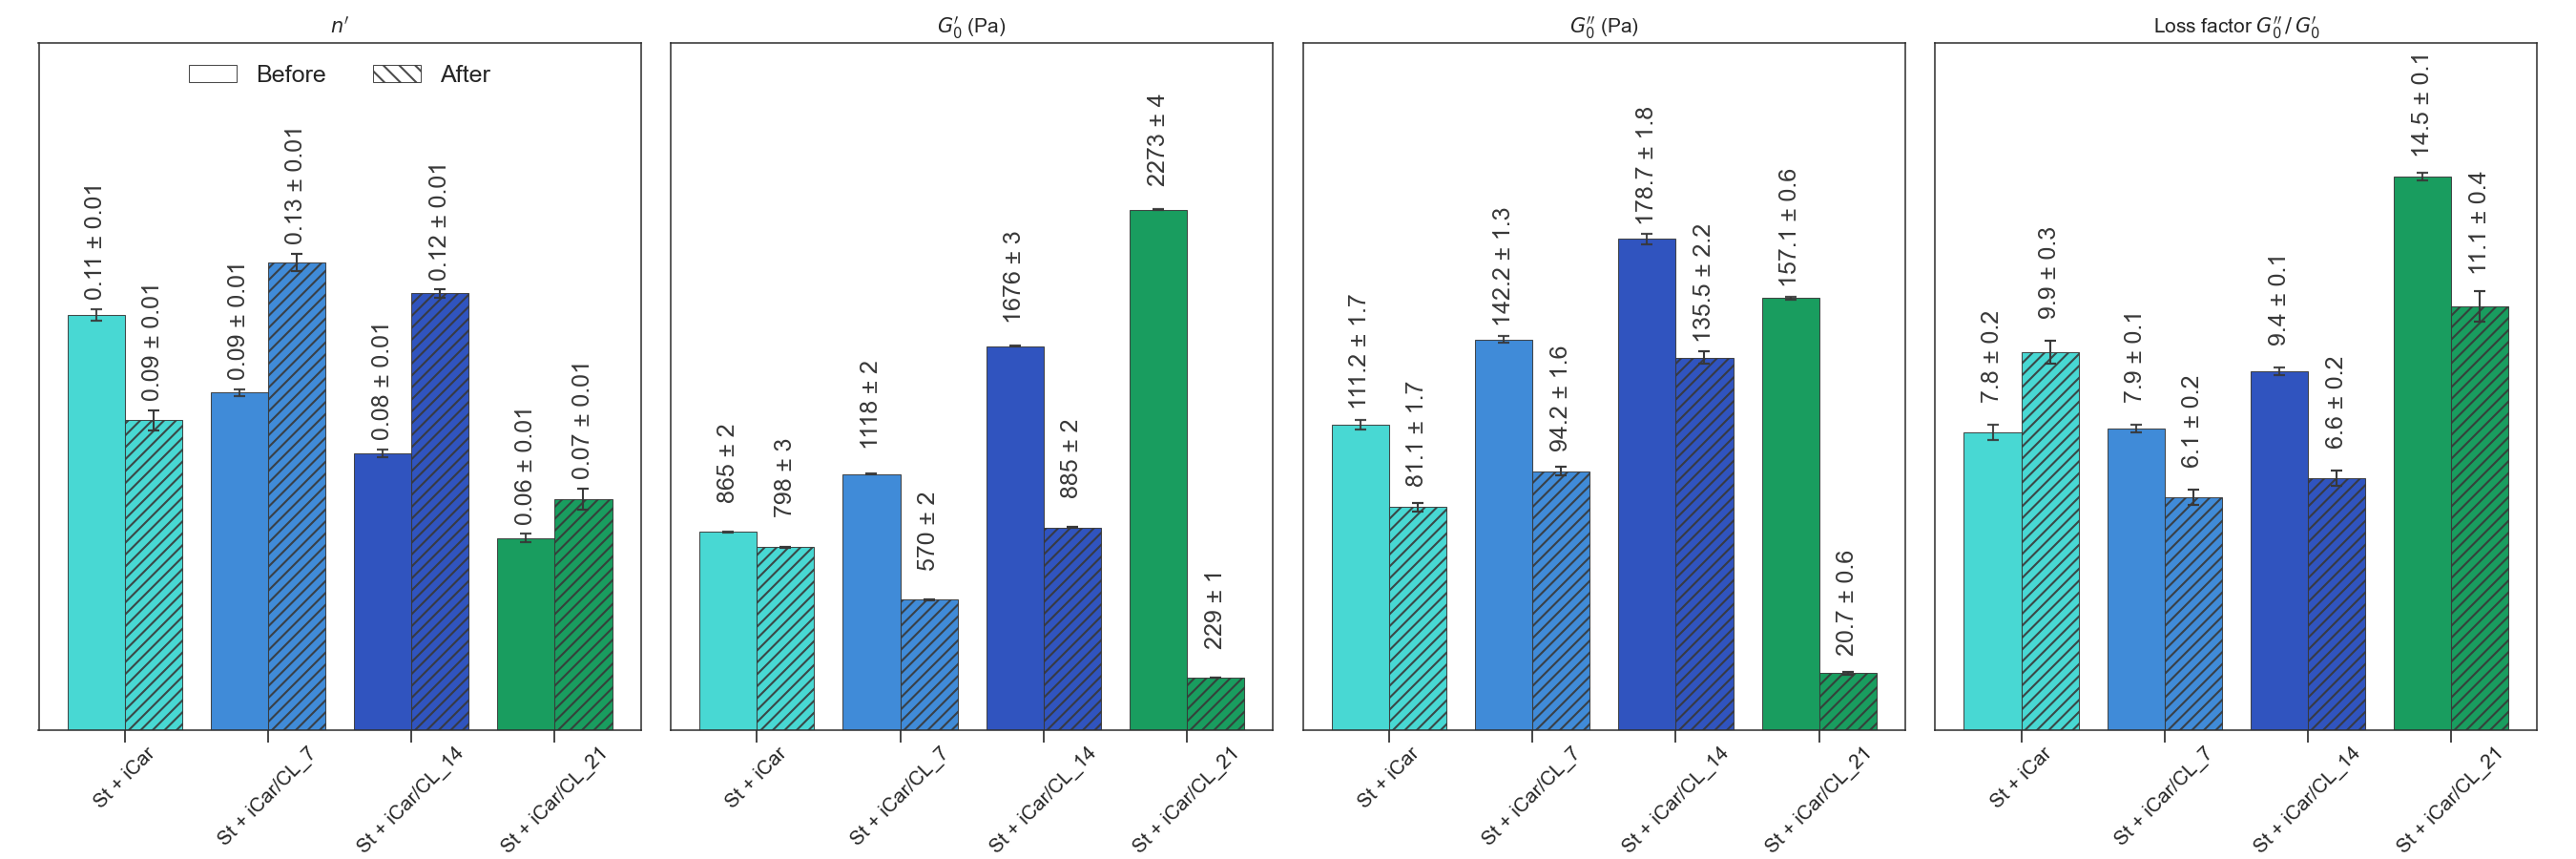 n′
Before
After
0.11 ± 0.01
0.09 ± 0.01
0.09 ± 0.01
0.13 ± 0.01
0.08 ± 0.01
0.12 ± 0.01
0.06 ± 0.01
0.07 ± 0.01
St + iCar
St + iCar/CL_7
St + iCar/CL_14
St + iCar/CL_21
G′₀ (Pa)
865 ± 2
798 ± 3
1118 ± 2
570 ± 2
1676 ± 3
885 ± 2
2273 ± 4
229 ± 1
St + iCar
St + iCar/CL_7
St + iCar/CL_14
St + iCar/CL_21
G″₀ (Pa)
111.2 ± 1.7
81.1 ± 1.7
142.2 ± 1.3
94.2 ± 1.6
178.7 ± 1.8
135.5 ± 2.2
157.1 ± 0.6
20.7 ± 0.6
St + iCar
St + iCar/CL_7
St + iCar/CL_14
St + iCar/CL_21
Loss factor G″₀ / G′₀
7.8 ± 0.2
9.9 ± 0.3
7.9 ± 0.1
6.1 ± 0.2
9.4 ± 0.1
6.6 ± 0.2
14.5 ± 0.1
11.1 ± 0.4
St + iCar
St + iCar/CL_7
St + iCar/CL_14
St + iCar/CL_21